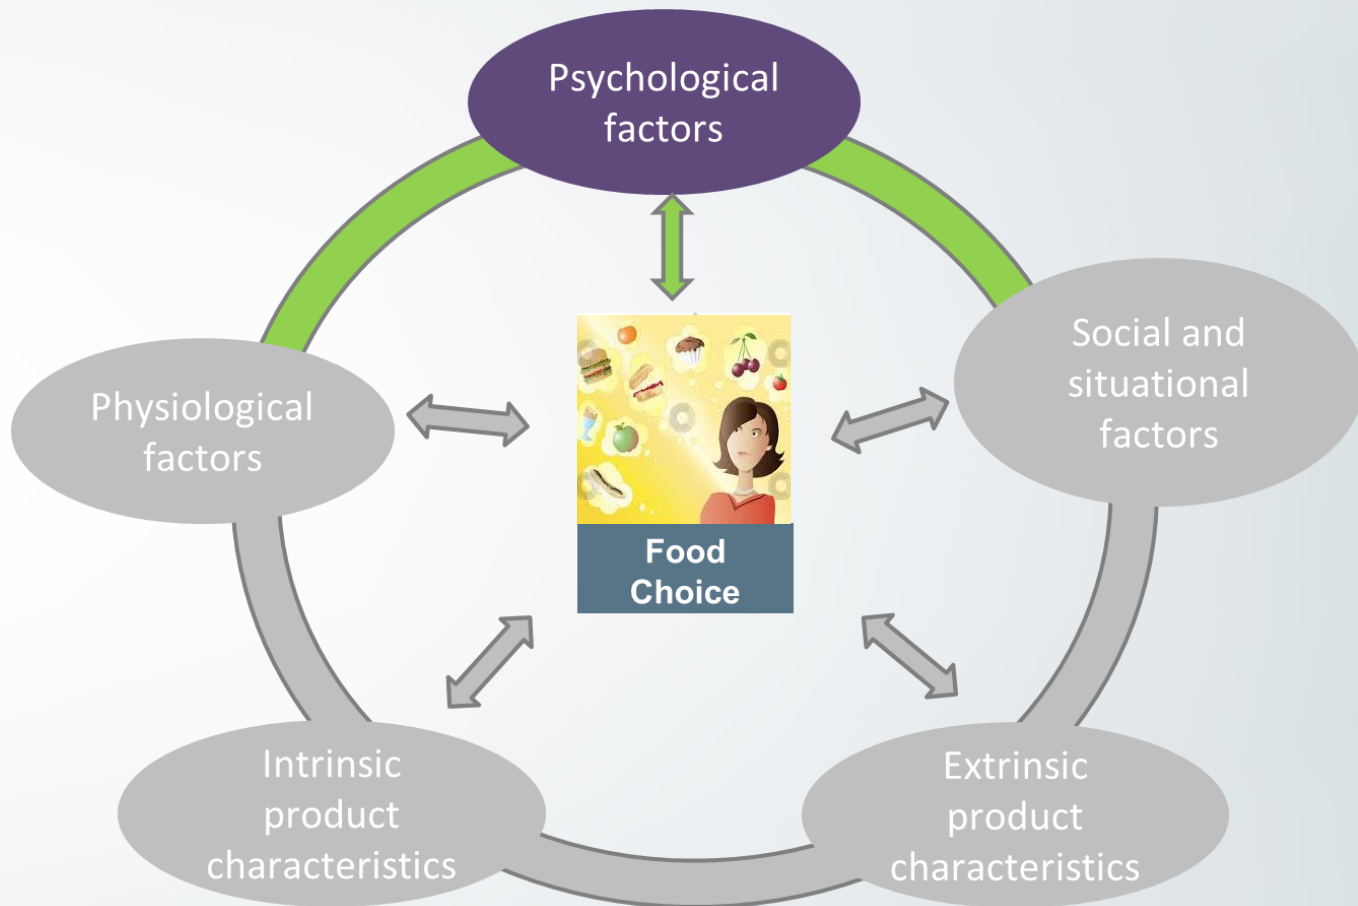 Psychological
factors
Physiological
factors
Social and
situational
factors
Food
Choice
Intrinsic
product
characteristics
Extrinsic
product
characteristics